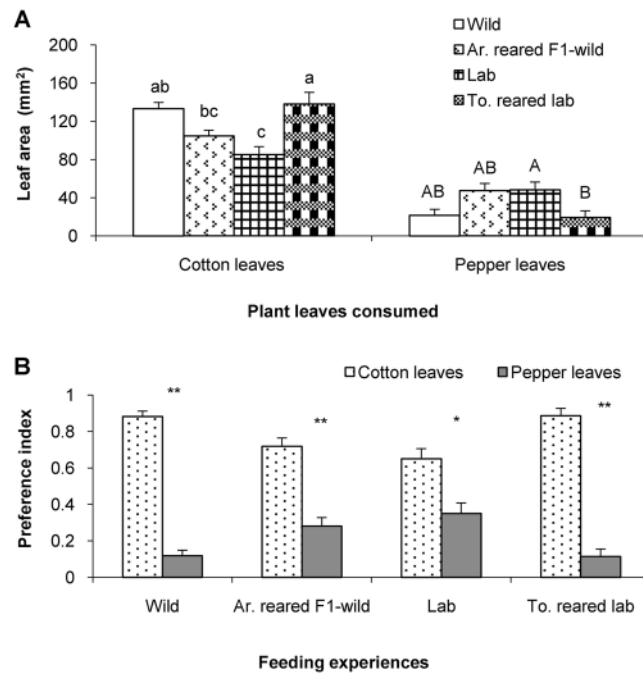 A
Wild
Ar. reared F1-wild
Lab
To. reared lab
Leaf area (mm²)
200
160
120
80
40
0
ab
bc
c
a
AB
AB
A
B
Cotton leaves
Pepper leaves
Plant leaves consumed
B
Cotton leaves
Pepper leaves
Preference index
1
0.8
0.6
0.4
0.2
0
**
**
*
**
Wild
Ar. reared F1-wild
Lab
To. reared lab
Feeding experiences